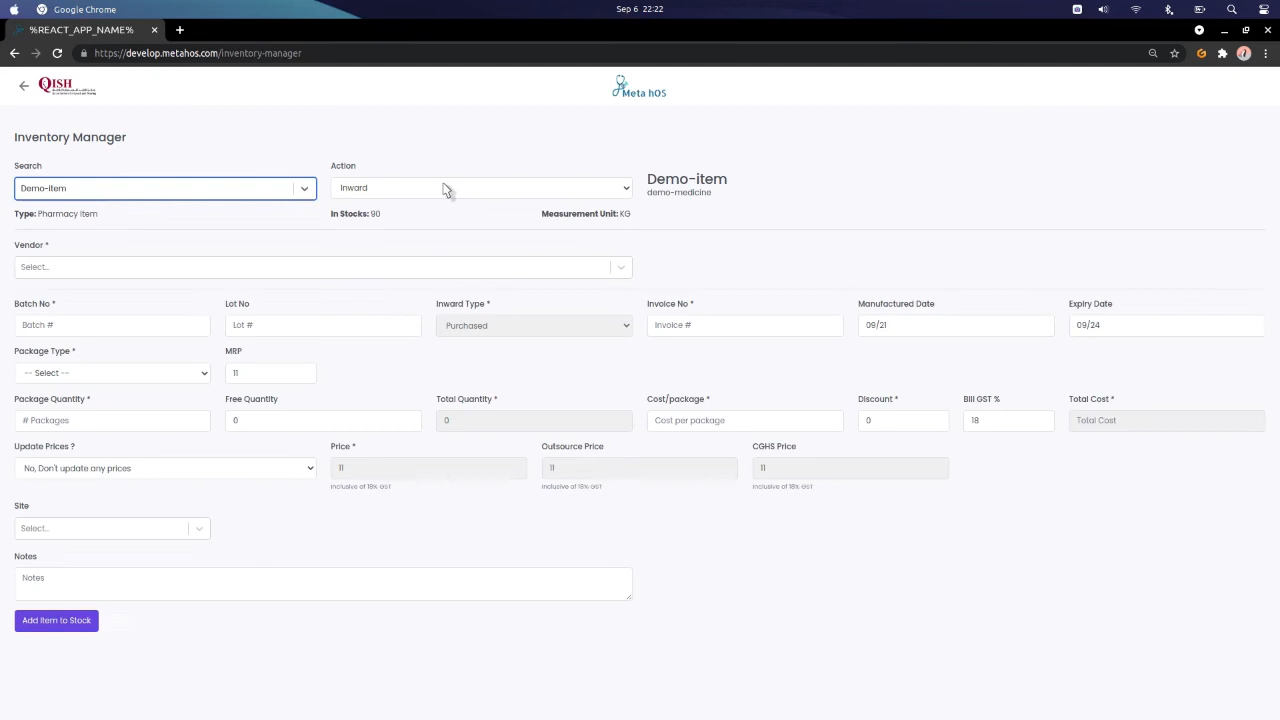 Google Chrome
Sep 6 22:22
%REACT_APP_NAME%
https://develop.metahos.com/inventory-manager
QISH
Meta hOS
Inventory Manager
Search
Action
Demo-item
Inward
Demo-item
demo-medicine
Type: Pharmacy Item
In Stocks: 90
Measurement Unit: KG
Vendor *
Select...
Batch No *
Lot No
Inward Type *
Invoice No *
Manufactured Date
Expiry Date
Batch #
Lot #
Purchased
Invoice #
09/21
09/24
Package Type *
MRP
-- Select --
11
Package Quantity *
Free Quantity
Total Quantity *
Cost/package *
Discount *
Bill GST %
Total Cost *
# Packages
0
0
Cost per package
0
18
Total Cost
Update Prices ?
Price *
Outsource Price
CGHS Price
No, Don't update any prices
11
11
11
inclusive of 18% GST
inclusive of 18% GST
inclusive of 18% GST
Site
Select...
Notes
Notes
Add Item to Stock